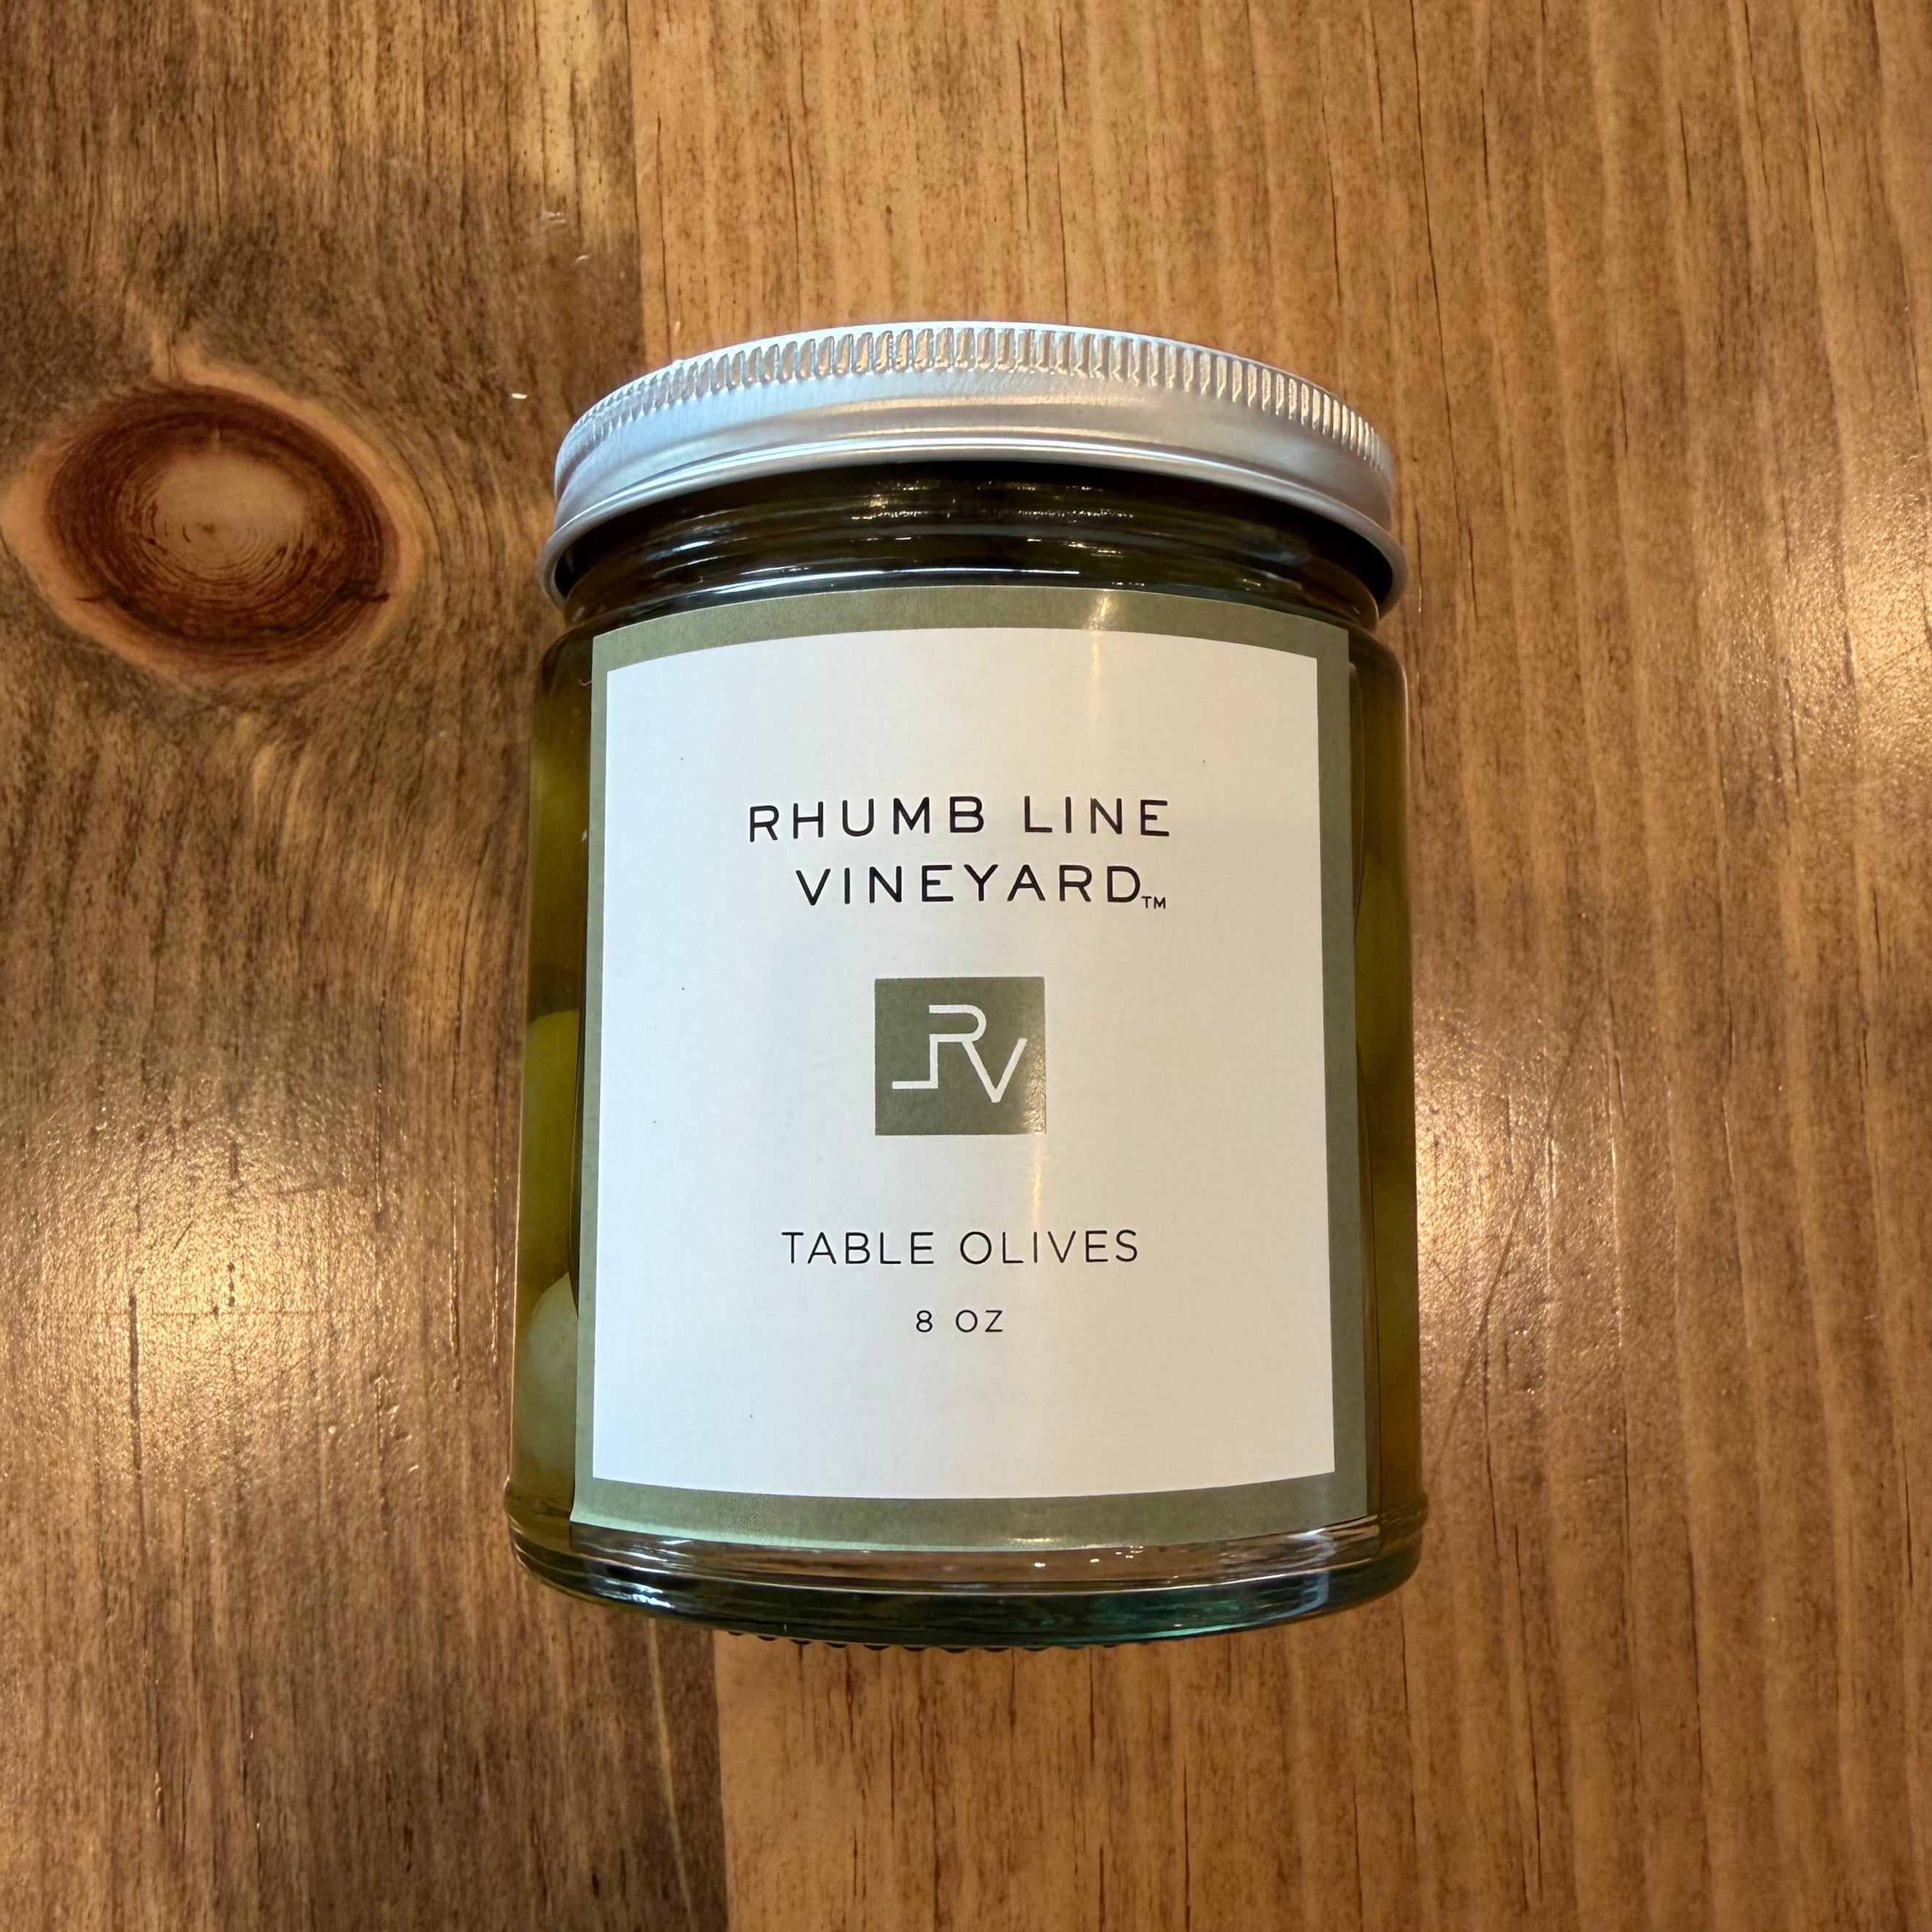 RHUMB LINE
VINEYARD™
RV
TABLE OLIVES
8 OZ